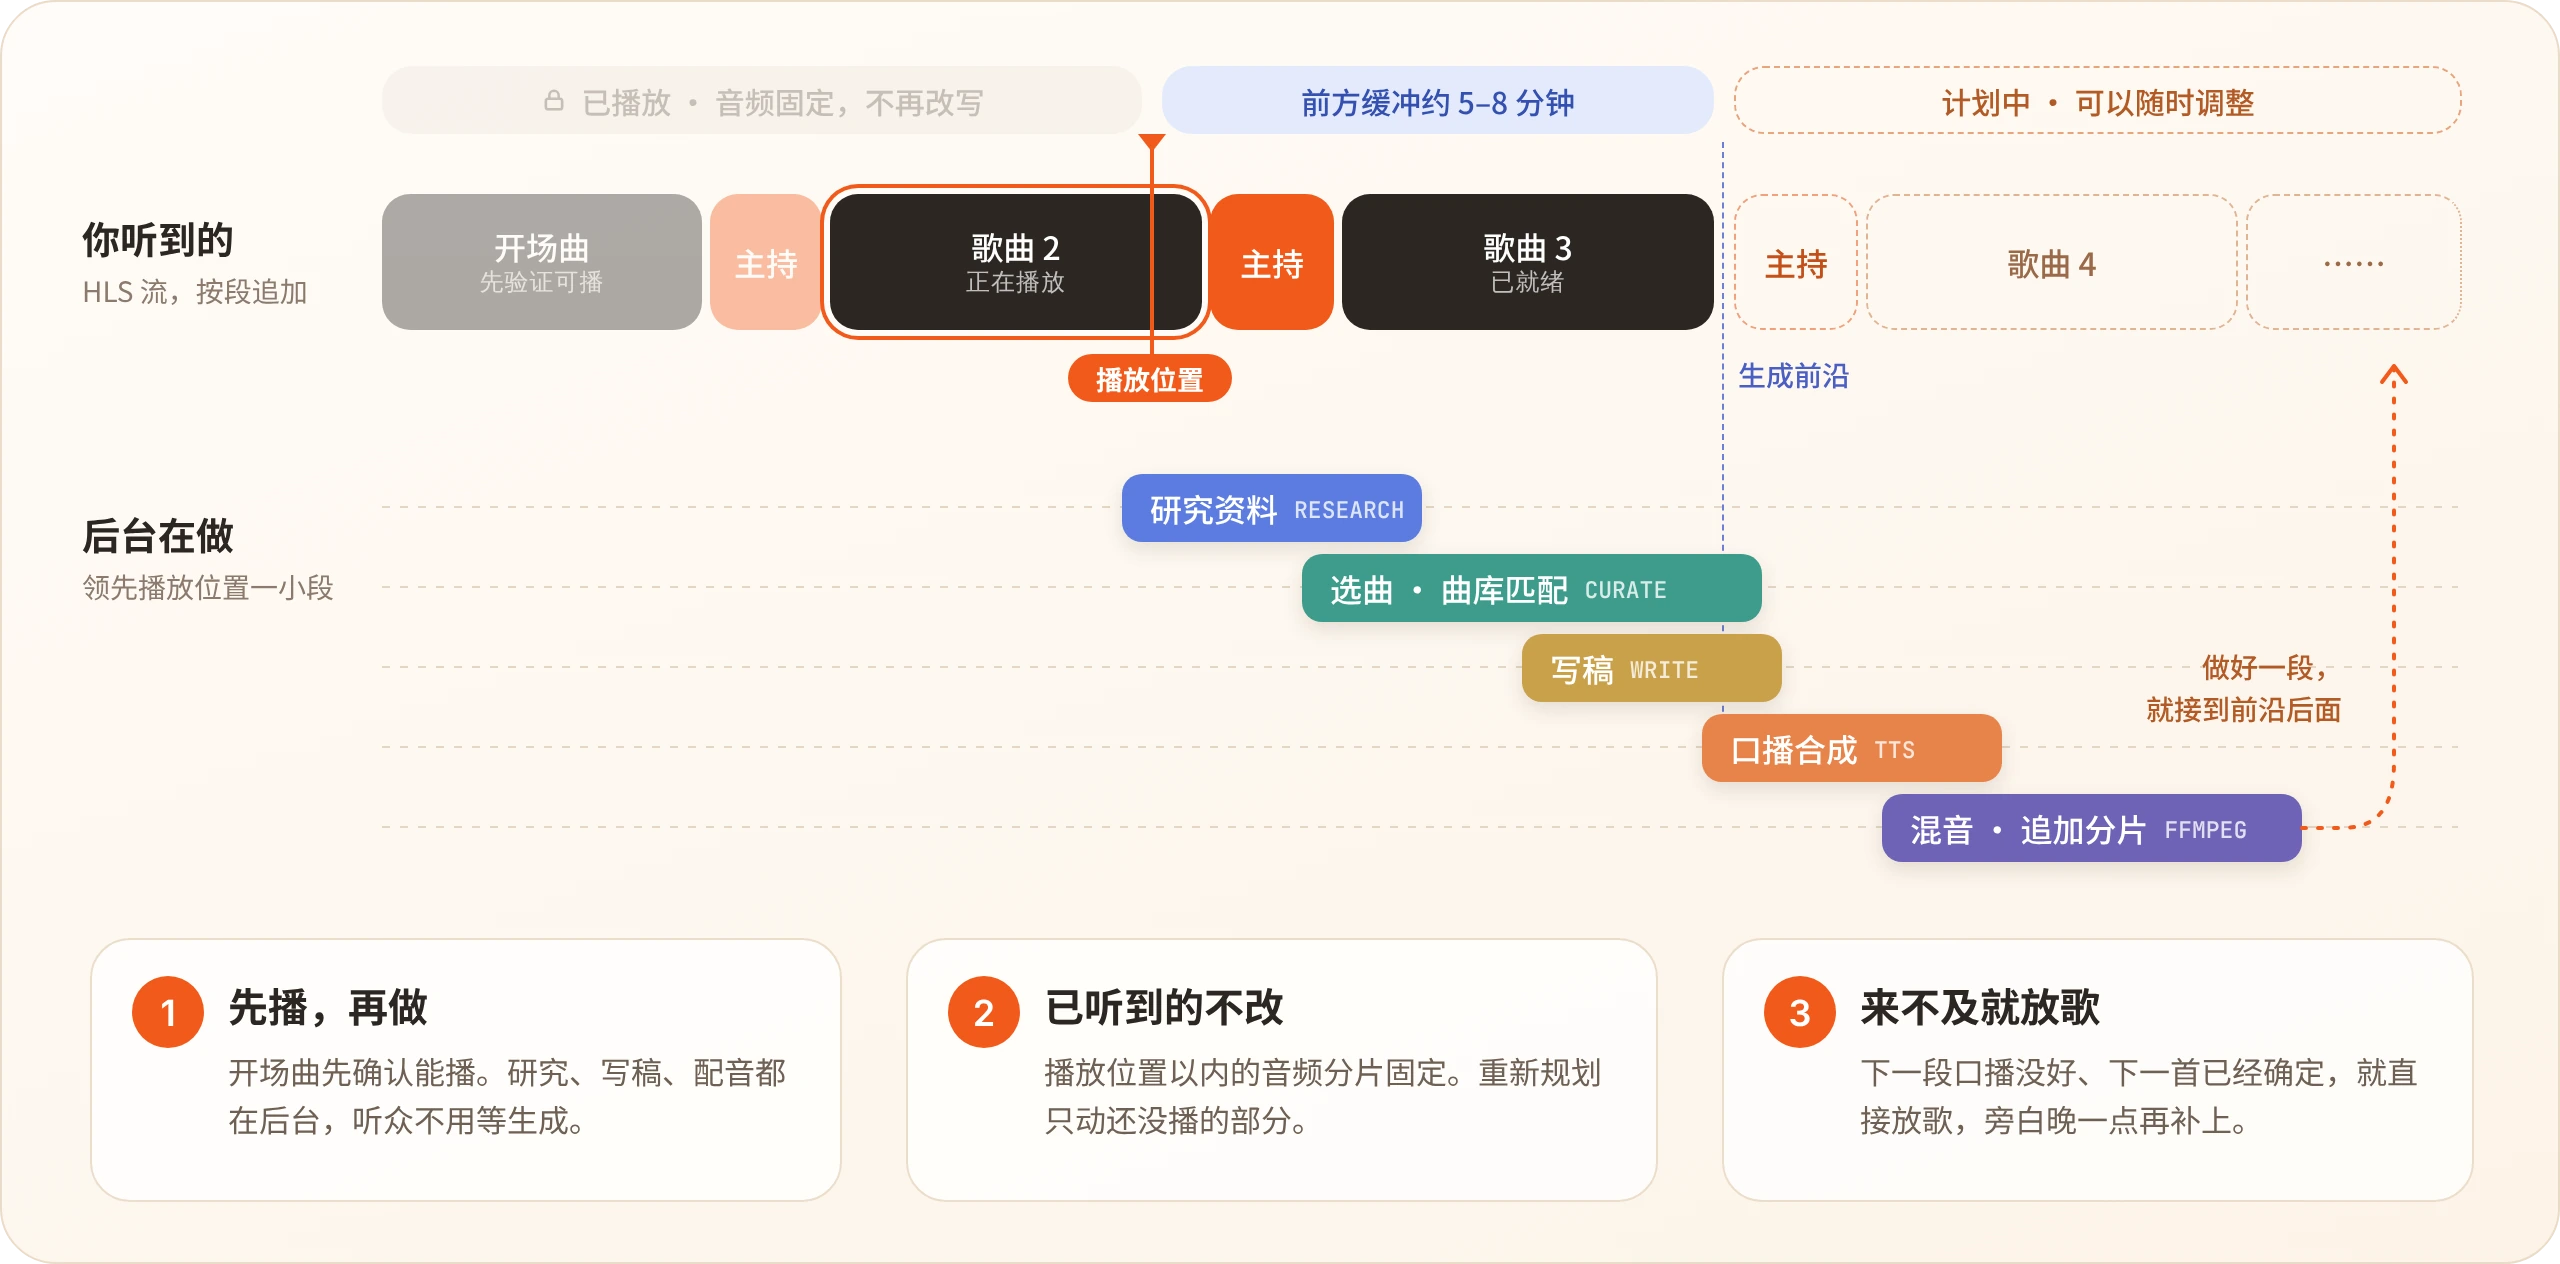 已播放 · 音频固定，不再改写
前方缓冲约 5–8 分钟
计划中 · 可以随时调整
你听到的
HLS 流，按段追加
开场曲
先验证可播
主持
歌曲 2
正在播放
主持
歌曲 3
已就绪
主持
歌曲 4
······
播放位置
生成前沿
后台在做
领先播放位置一小段
研究资料 RESEARCH
选曲 · 曲库匹配 CURATE
写稿 WRITE
口播合成 TTS
混音 · 追加分片 FFMPEG
做好一段，
就接到前沿后面
1
先播，再做
开场曲先确认能播。研究、写稿、配音都
在后台，听众不用等生成。
2
已听到的不改
播放位置以内的音频分片固定。重新规划
只动还没播的部分。
3
来不及就放歌
下一段口播没好、下一首已经确定，就直
接放歌，旁白晚一点再补上。